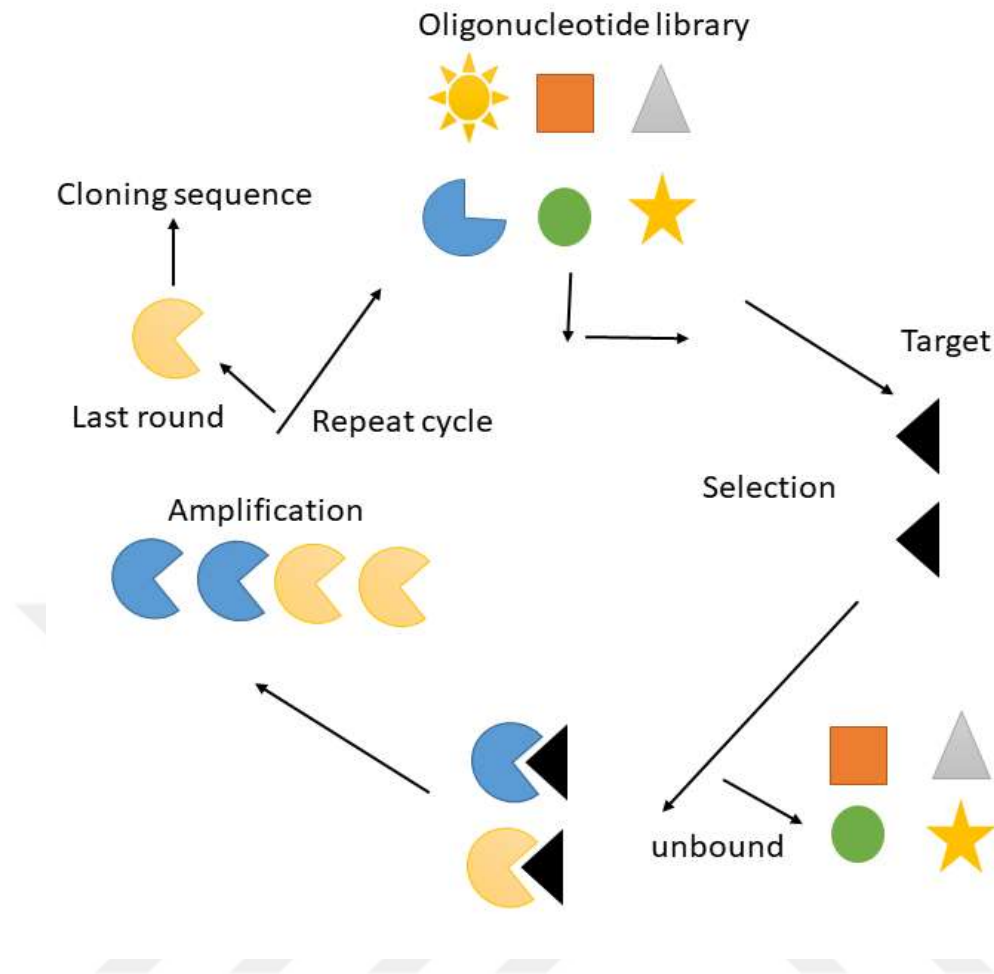 Oligonucleotide library
Cloning sequence
Target
Last round
Repeat cycle
Selection
Amplification
unbound